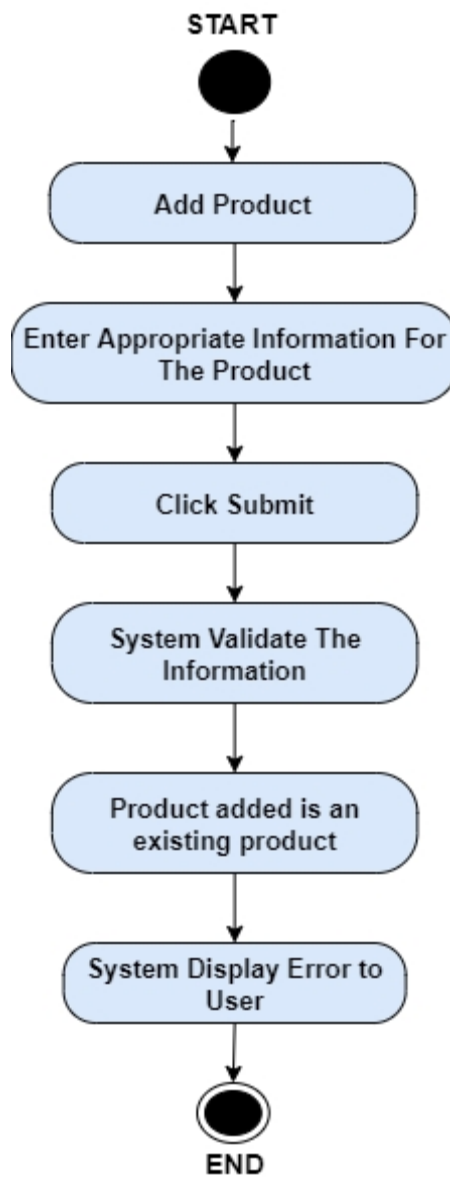 START
Add Product
Enter Appropriate Information For
The Product
Click Submit
System Validate The
Information
Product added is an
existing product
System Display Error to
User
END